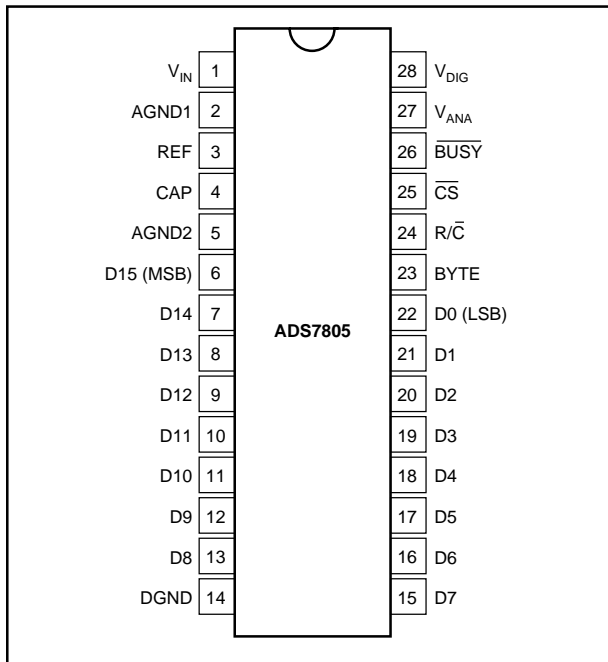 V_IN 1 28 V_DIG
AGND1 2 27 V_ANA
REF 3 26 B̅U̅S̅Y̅
CAP 4 25 C̅S̅
AGND2 5 24 R/C̅
D15 (MSB) 6 23 BYTE
D14 7 22 D0 (LSB)
ADS7805
D13 8 21 D1
D12 9 20 D2
D11 10 19 D3
D10 11 18 D4
D9 12 17 D5
D8 13 16 D6
DGND 14 15 D7